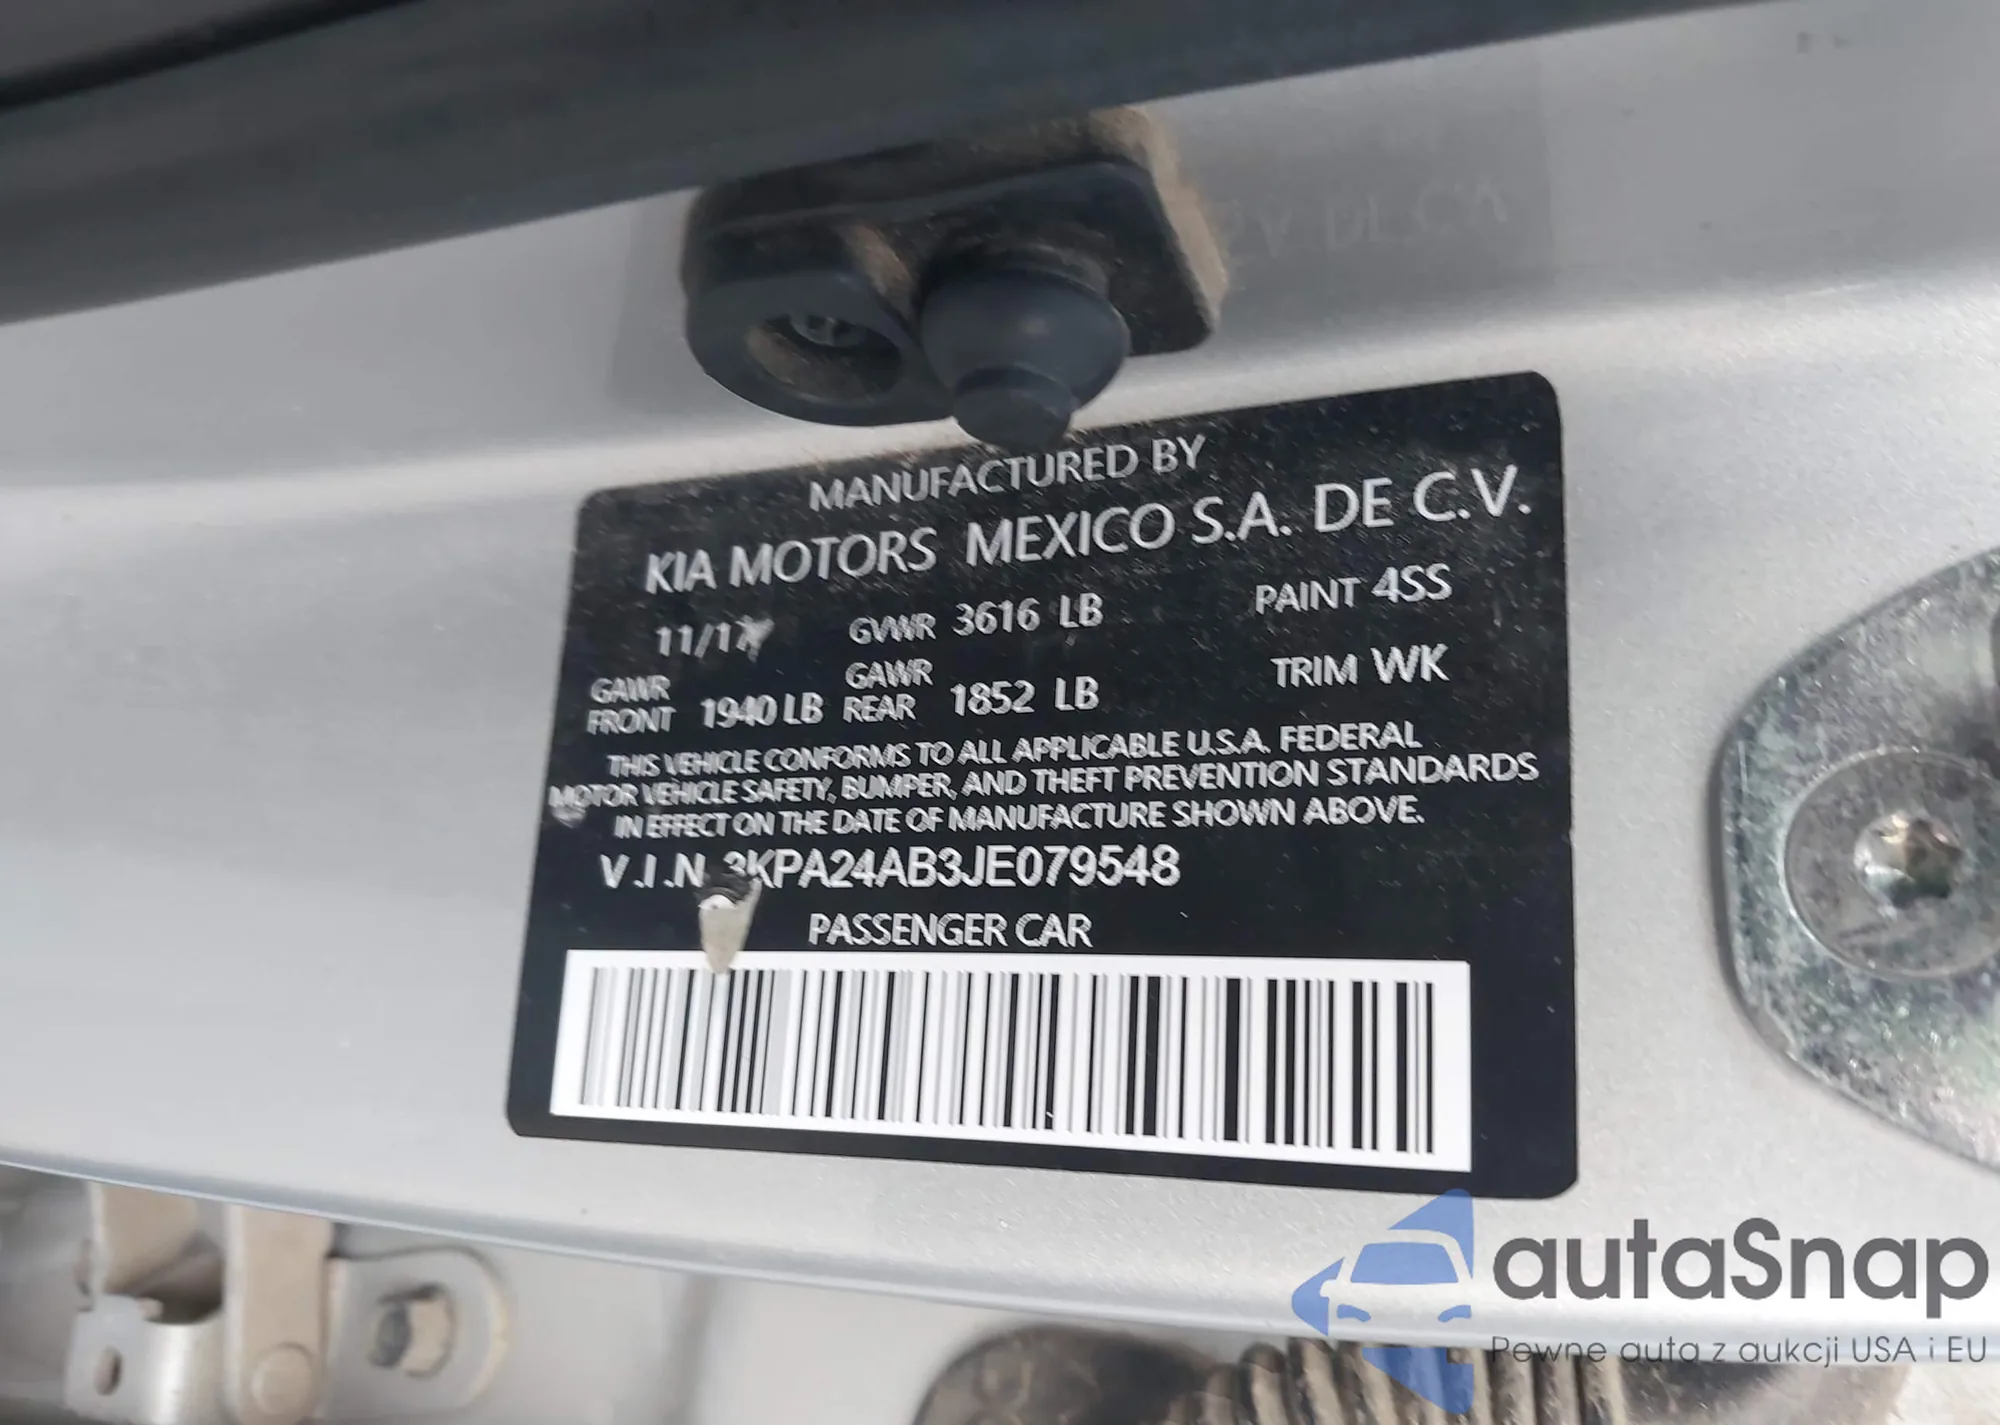 MANUFACTURED BY
KIA MOTORS MEXICO S.A. DE C.V.
11/17 GVWR 3616 LB PAINT 4SS
GAWR FRONT 1940 LB GAWR REAR 1852 LB TRIM WK
THIS VEHICLE CONFORMS TO ALL APPLICABLE U.S.A. FEDERAL
MOTOR VEHICLE SAFETY, BUMPER, AND THEFT PREVENTION STANDARDS
IN EFFECT ON THE DATE OF MANUFACTURE SHOWN ABOVE.
V.I.N 3KPA24AB3JE079548
PASSENGER CAR
autaSnap
Pewne auta z aukcji USA i EU